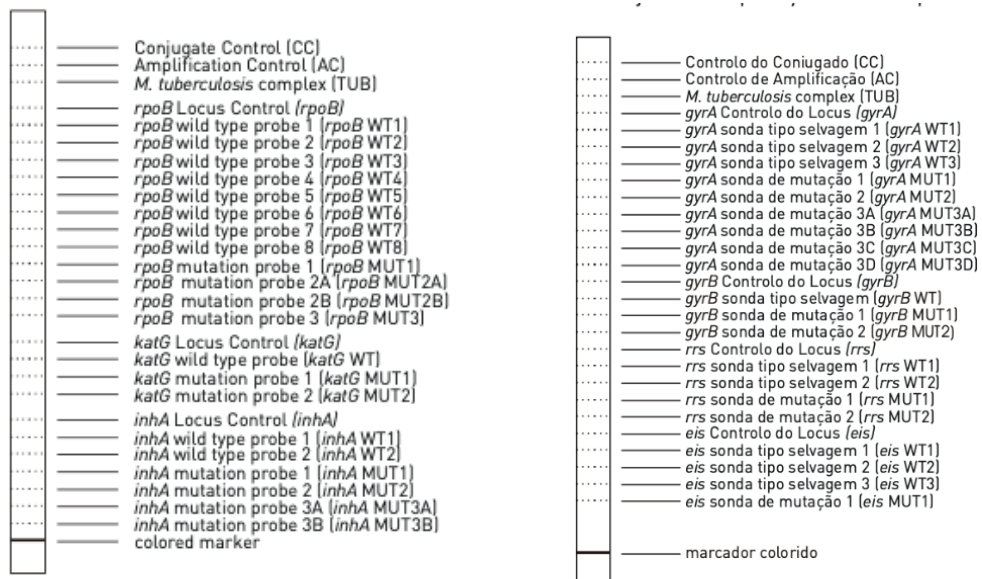 Conjugate Control (CC)
Amplification Control (AC)
M. tuberculosis complex (TUB)
rpoB Locus Control (rpoB)
rpoB wild type probe 1 (rpoB WT1)
rpoB wild type probe 2 (rpoB WT2)
rpoB wild type probe 3 (rpoB WT3)
rpoB wild type probe 4 (rpoB WT4)
rpoB wild type probe 5 (rpoB WT5)
rpoB wild type probe 6 (rpoB WT6)
rpoB wild type probe 7 (rpoB WT7)
rpoB wild type probe 8 (rpoB WT8)
rpoB mutation probe 1 (rpoB MUT1)
rpoB mutation probe 2A (rpoB MUT2A)
rpoB mutation probe 2B (rpoB MUT2B)
rpoB mutation probe 3 (rpoB MUT3)
katG Locus Control (katG)
katG wild type probe (katG WT)
katG mutation probe 1 (katG MUT1)
katG mutation probe 2 (katG MUT2)
inhA Locus Control (inhA)
inhA wild type probe 1 (inhA WT1)
inhA wild type probe 2 (inhA WT2)
inhA mutation probe 1 (inhA MUT1)
inhA mutation probe 2 (inhA MUT2)
inhA mutation probe 3A (inhA MUT3A)
inhA mutation probe 3B (inhA MUT3B)
colored marker
Controlo do Conjugado (CC)
Controlo de Amplificação (AC)
M. tuberculosis complex (TUB)
gyrA Controlo do Locus (gyrA)
gyrA sonda tipo selvagem 1 (gyrA WT1)
gyrA sonda tipo selvagem 2 (gyrA WT2)
gyrA sonda tipo selvagem 3 (gyrA WT3)
gyrA sonda de mutação 1 (gyrA MUT1)
gyrA sonda de mutação 2 (gyrA MUT2)
gyrA sonda de mutação 3A (gyrA MUT3A)
gyrA sonda de mutação 3B (gyrA MUT3B)
gyrA sonda de mutação 3C (gyrA MUT3C)
gyrA sonda de mutação 3D (gyrA MUT3D)
gyrB Controlo do Locus (gyrB)
gyrB sonda tipo selvagem (gyrB WT)
gyrB sonda de mutação 1 (gyrB MUT1)
gyrB sonda de mutação 2 (gyrB MUT2)
rrs Controlo do Locus (rrs)
rrs sonda tipo selvagem 1 (rrs WT1)
rrs sonda tipo selvagem 2 (rrs WT2)
rrs sonda de mutação 1 (rrs MUT1)
rrs sonda de mutação 2 (rrs MUT2)
eis Controlo do Locus (eis)
eis sonda tipo selvagem 1 (eis WT1)
eis sonda tipo selvagem 2 (eis WT2)
eis sonda tipo selvagem 3 (eis WT3)
eis sonda de mutação 1 (eis MUT1)
marcador colorido